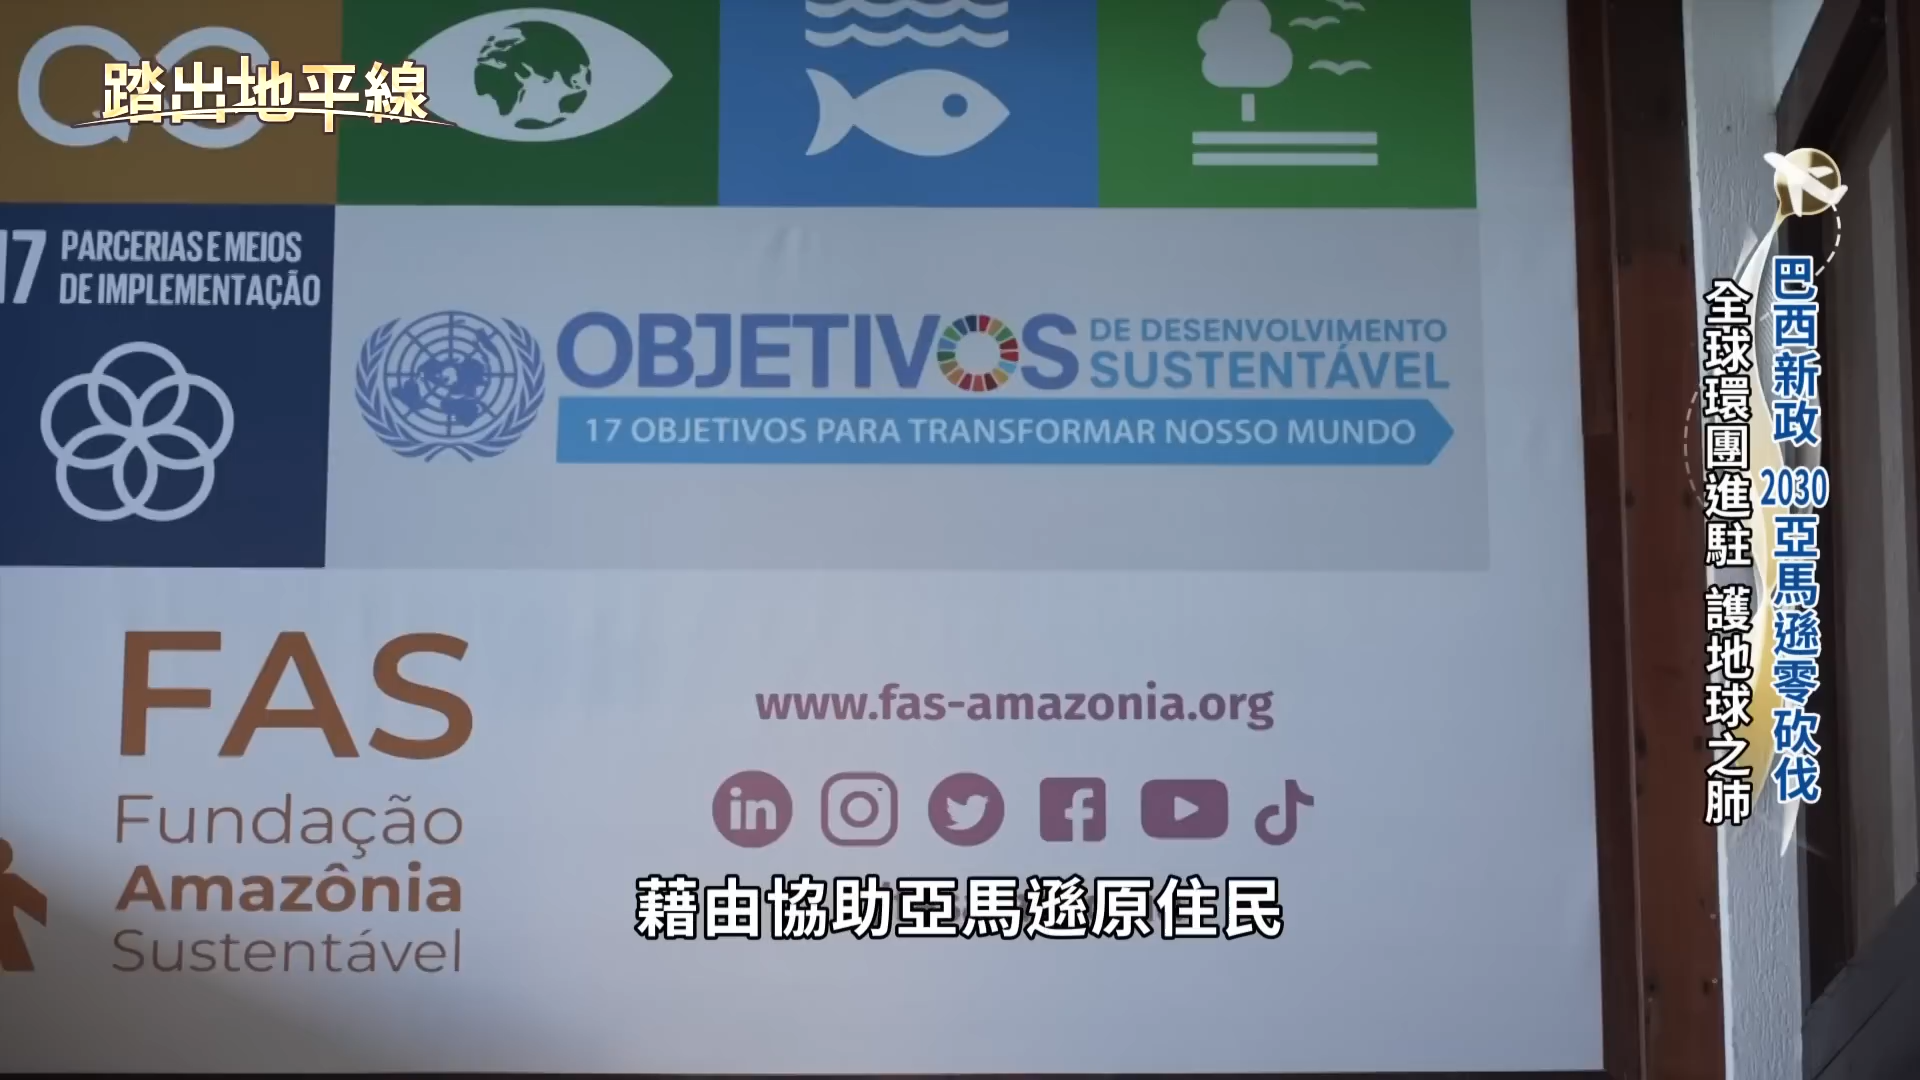 踏出地平線
17 PARCERIAS E MEIOS
DE IMPLEMENTAÇÃO
OBJETIVOS
DE DESENVOLVIMENTO
SUSTENTÁVEL
17 OBJETIVOS PARA TRANSFORMAR NOSSO MUNDO
FAS
Fundação
Amazônia
Sustentável
www.fas-amazonia.org
藉由協助亞馬遜原住民
巴西新政 2030亞馬遜零砍伐
全球環團進駐 護地球之肺